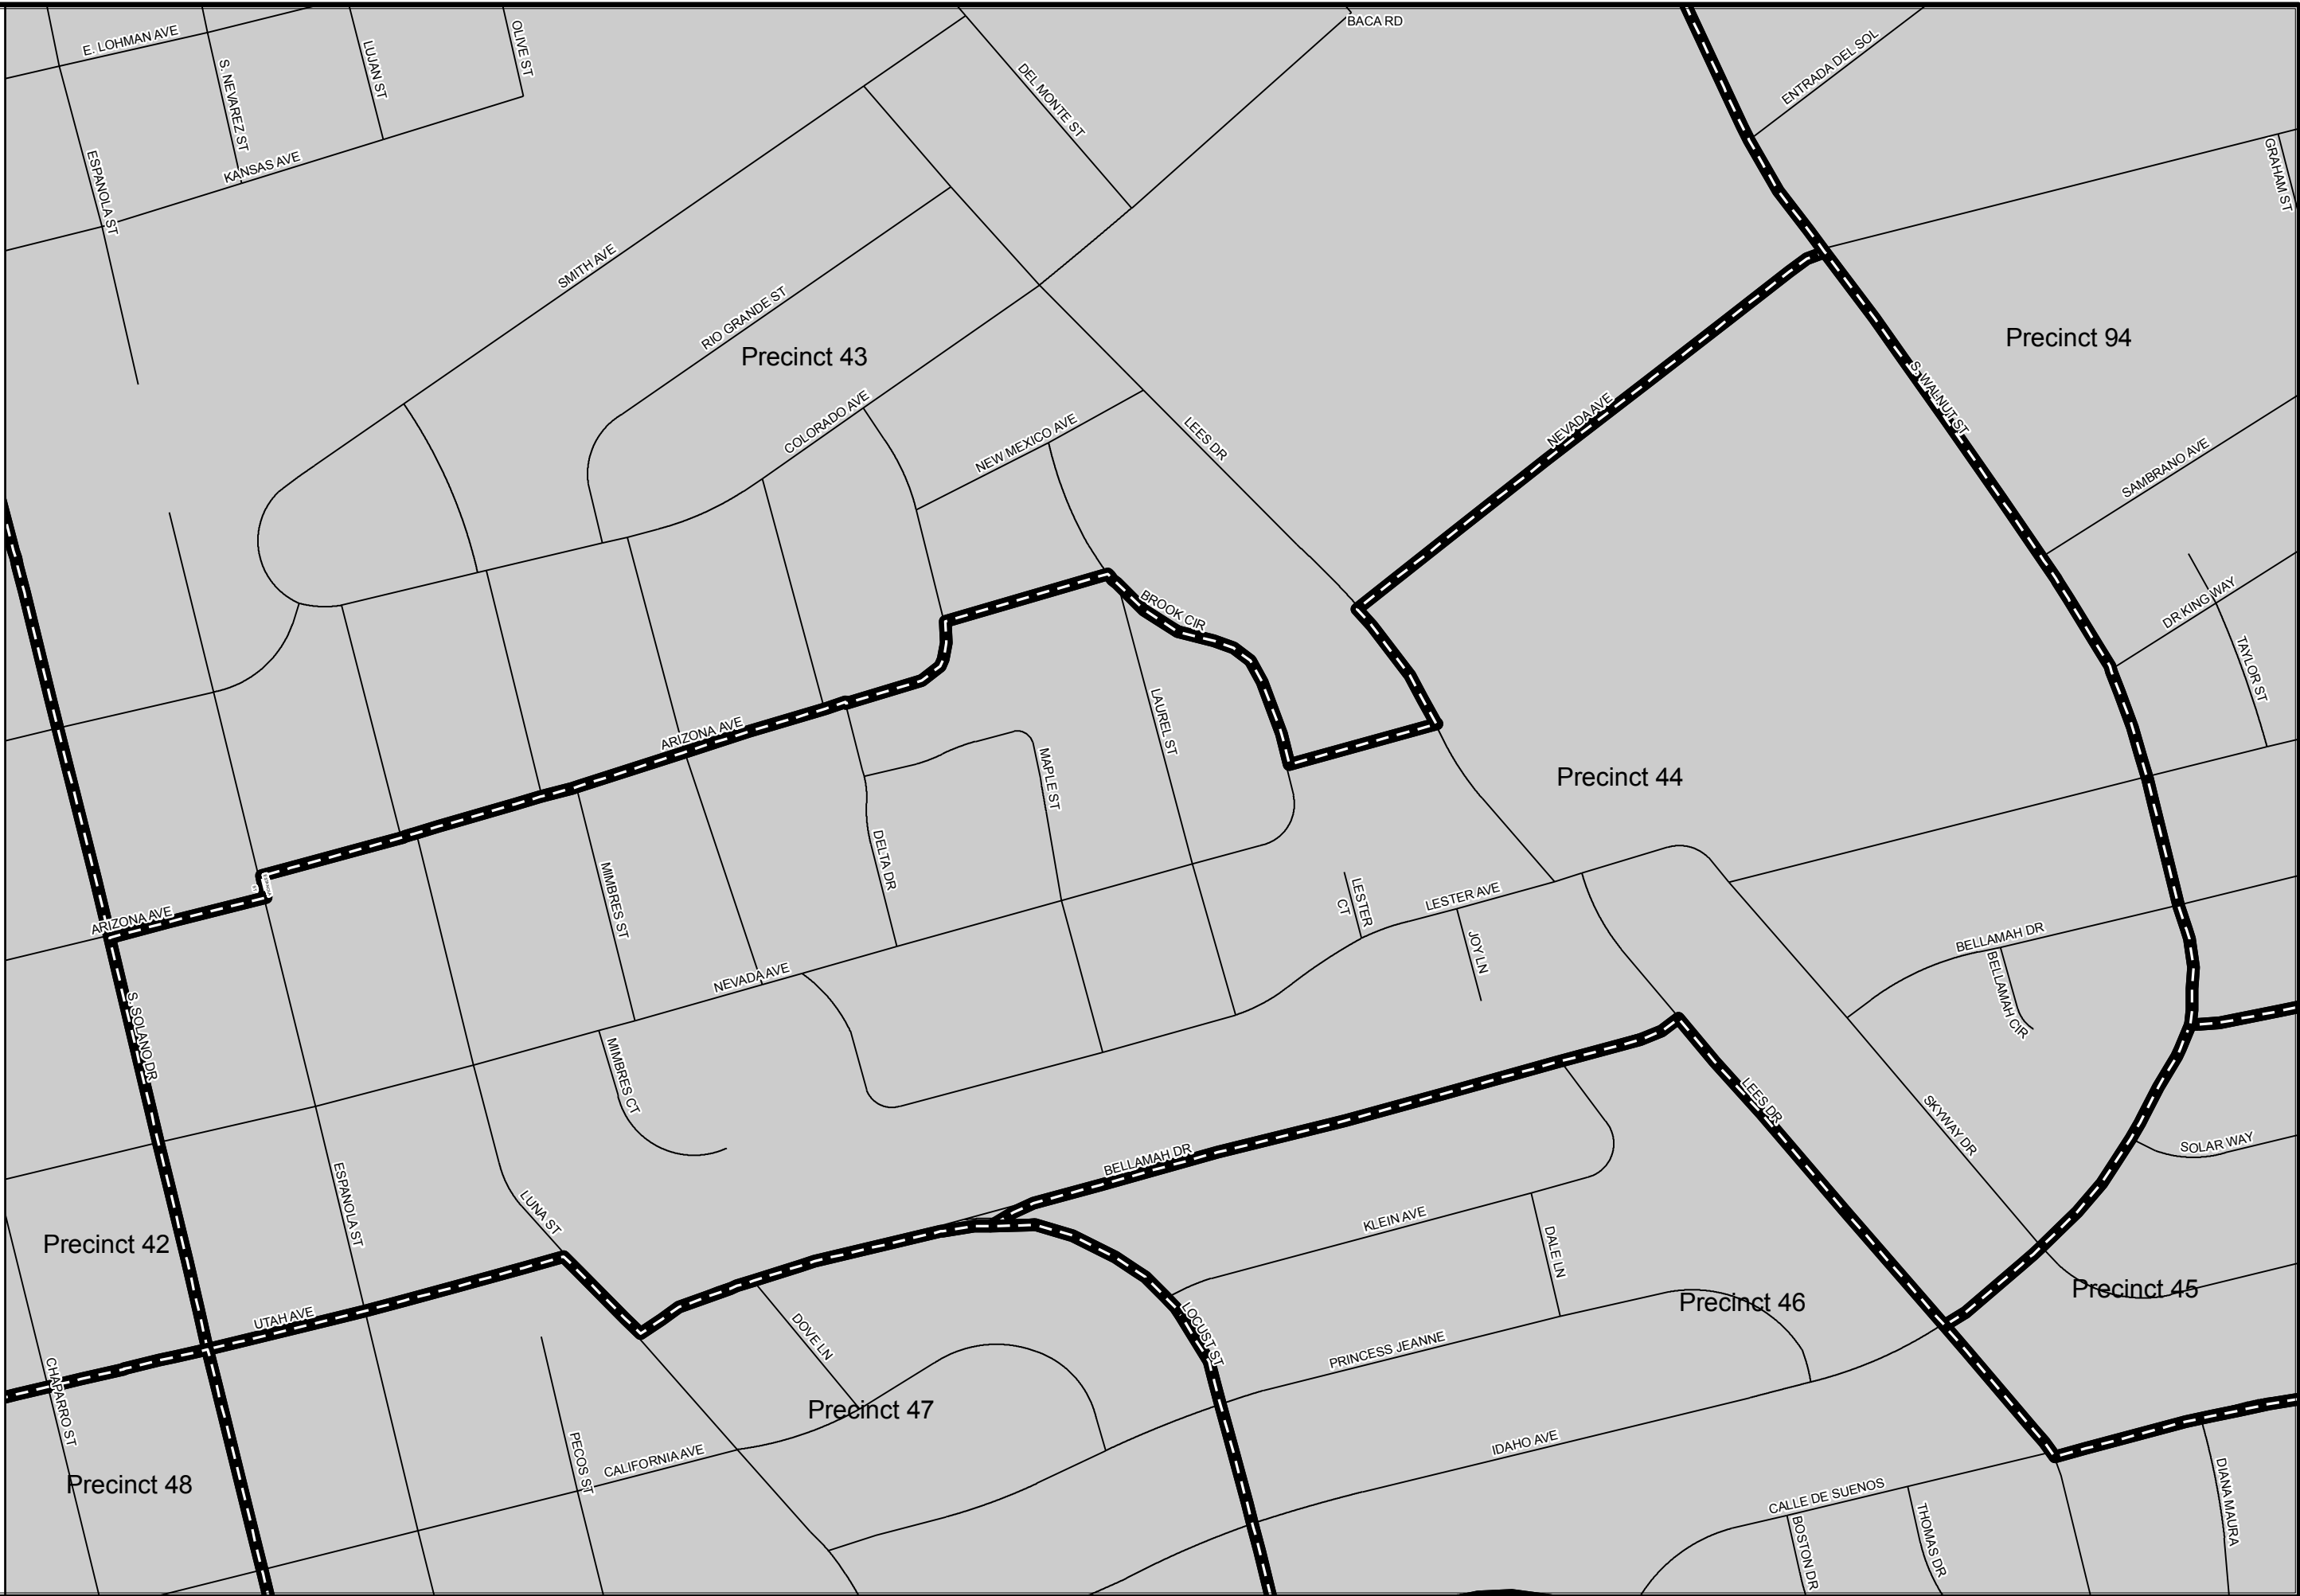 BACA RD
OLIVE ST
E. LOHMAN AVE
LUJAN ST
S. NEVAREZ ST
DEL MONTE ST
ENTRADA DEL SOL
KANSAS AVE
ESPANOLA ST
GRAHAM ST
SMITH AVE
RIO GRANDE ST
Precinct 43
Precinct 94
S. WALNUT ST
COLORADO AVE
NEW MEXICO AVE
LEES DR
NEVADA AVE
SAMBRANO AVE
BROOK CIR
DR KING WAY
TAYLOR ST
LAUREL ST
ARIZONA AVE
MAPLE ST
Precinct 44
DELTA DR
MIMBRES ST
LESTER
CT
LESTER AVE
ARIZONA AVE
JOY LN
BELLAMAH DR
BELLAMAH CIR
NEVADA AVE
S. SOLANO DR
MIMBRES CT
LEES DR
SKYWAY DR
SOLAR WAY
BELLAMAH DR
ESPANOLA ST
LUNA ST
KLEIN AVE
DALE LN
Precinct 42
Precinct 45
Precinct 46
UTAH AVE
DOVE LN
LOCUST ST
PRINCESS JEANNE
CHAPARRO ST
Precinct 47
IDAHO AVE
PECOS ST
CALIFORNIA AVE
Precinct 48
CALLE DE SUENOS
BOSTON DR
THOMAS DR
DIANA MAURA